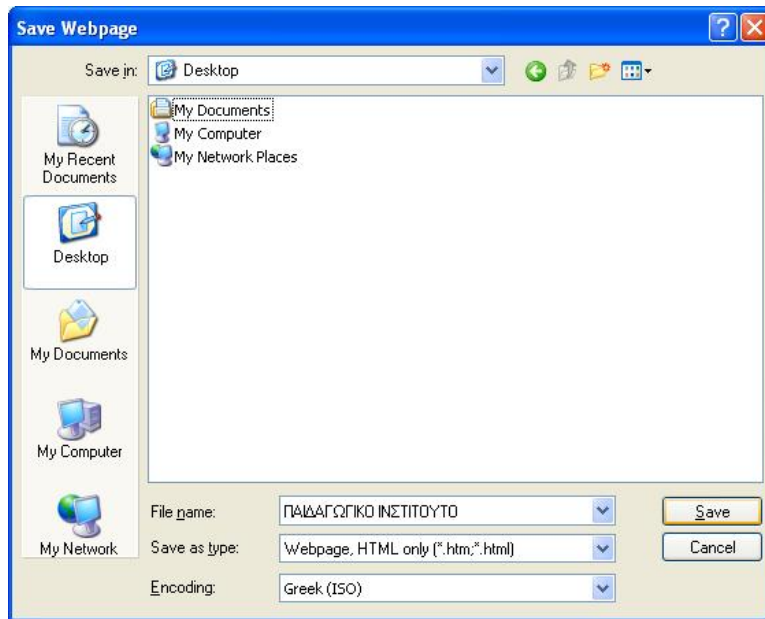 Save Webpage
Save in: Desktop
My Documents
My Computer
My Network Places
My Recent
Documents
Desktop
My Documents
My Computer
My Network
File name: ΠΑΙΔΑΓΩΓΙΚΟ ΙΝΣΤΙΤΟΥΤΟ
Save
Save as type: Webpage, HTML only (*.htm;*.html)
Cancel
Encoding: Greek (ISO)